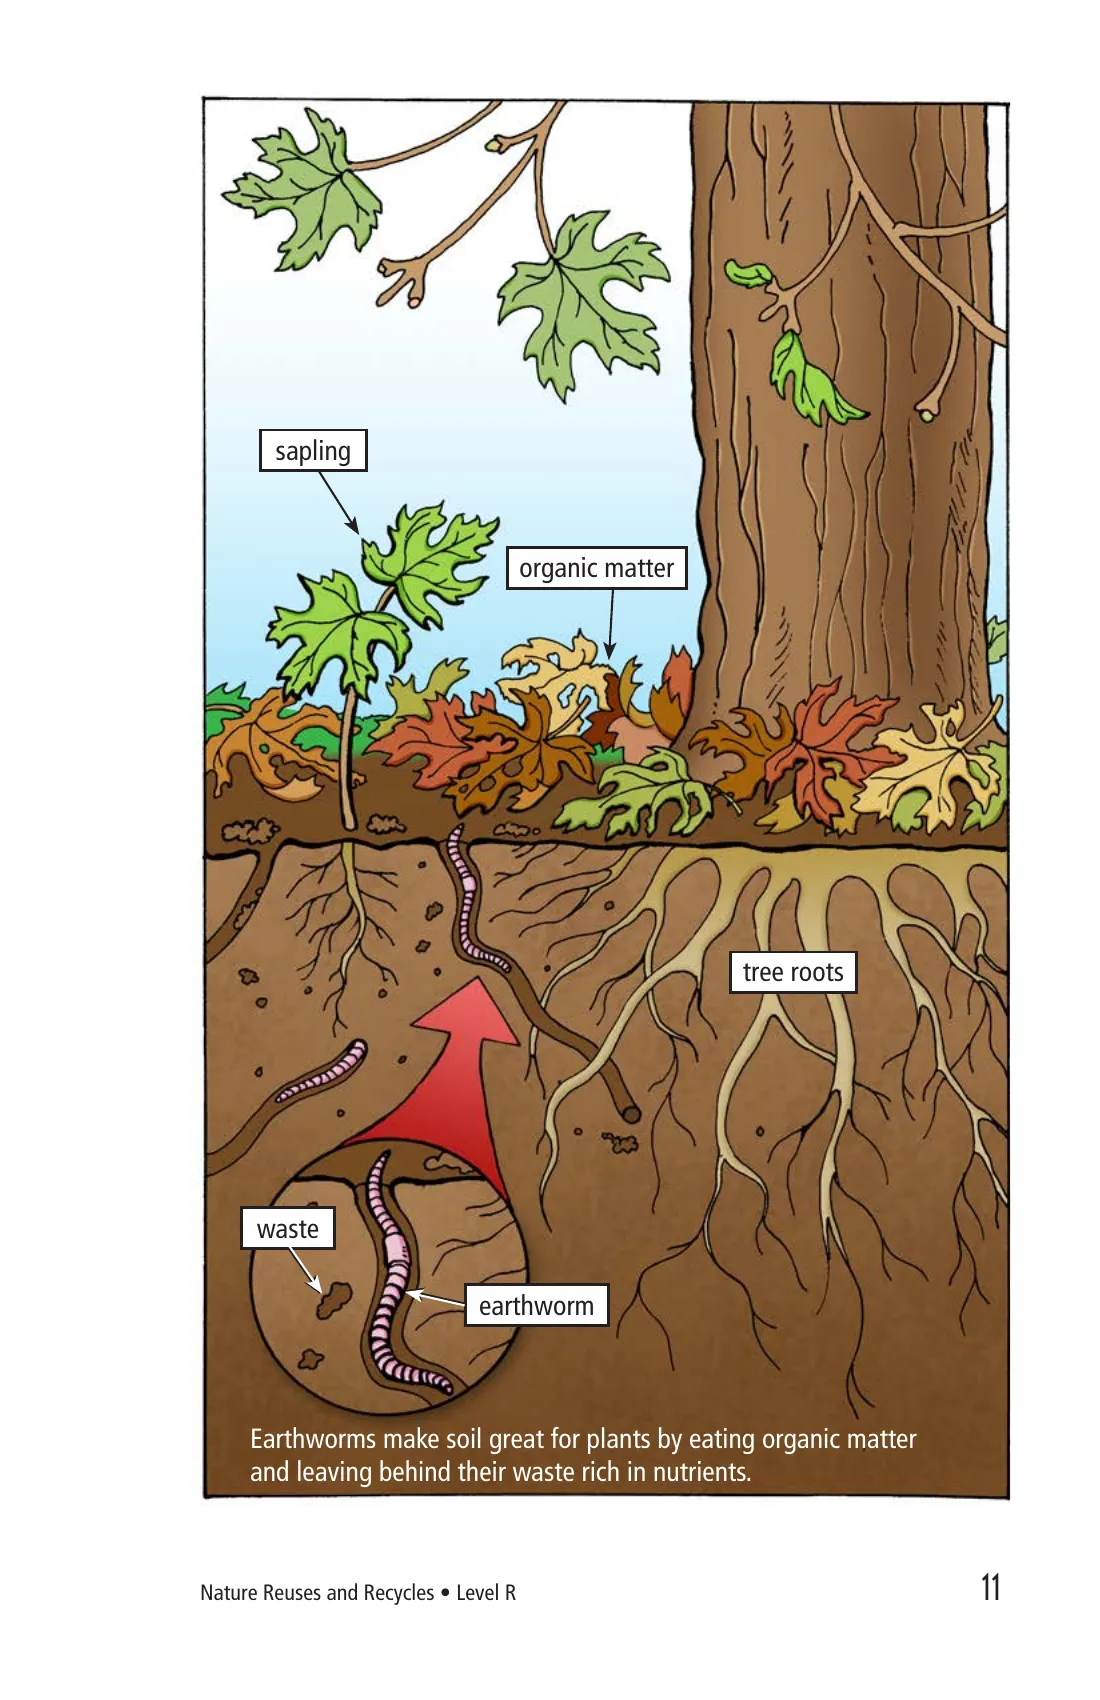 sapling
organic matter
tree roots
waste
earthworm
Earthworms make soil great for plants by eating organic matter
and leaving behind their waste rich in nutrients.
Nature Reuses and Recycles • Level R
11